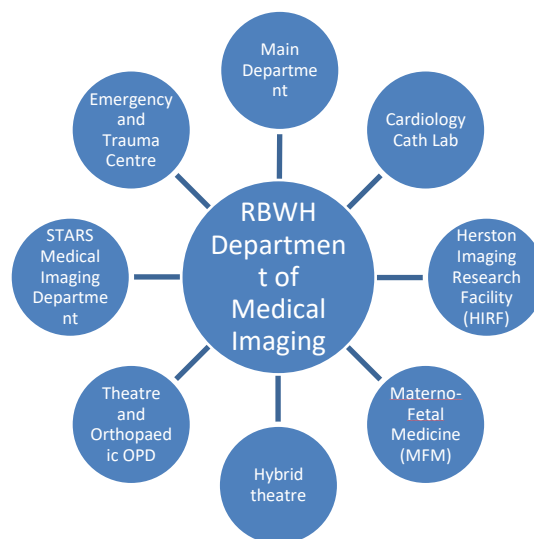 Main
Departme
nt
Emergency
and
Trauma
Centre
Cardiology
Cath Lab
STARS
Medical
Imaging
Departme
nt
RBWH
Departmen
t of
Medical
Imaging
Herston
Imaging
Research
Facility
(HIRF)
Theatre
and
Orthopaed
ic OPD
Materno-
Fetal
Medicine
(MFM)
Hybrid
theatre